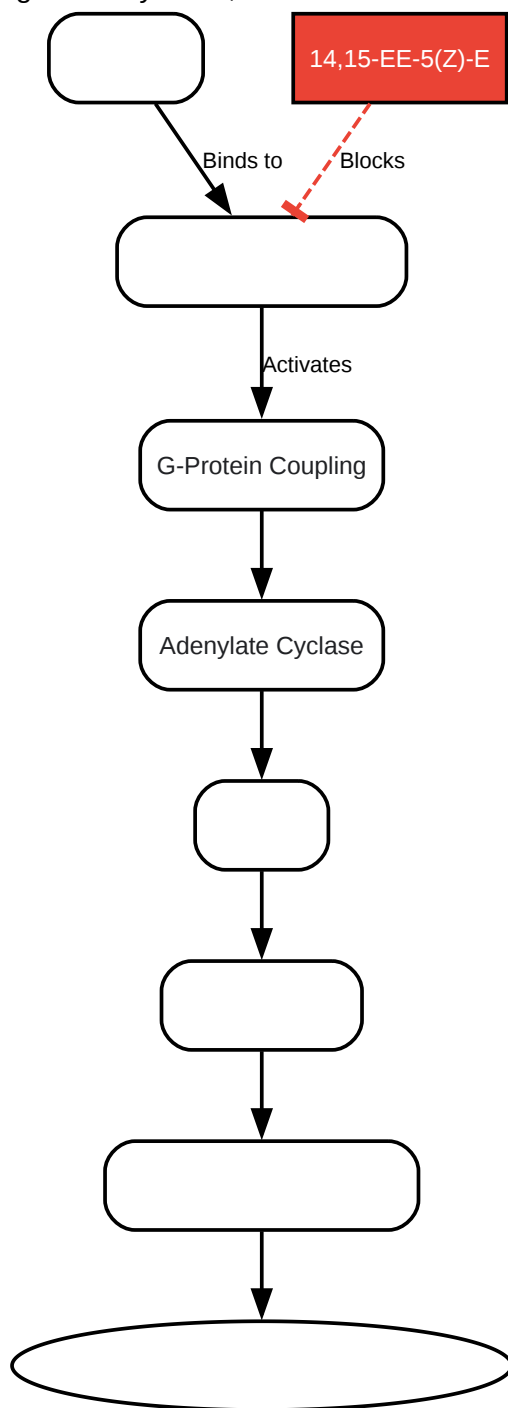 14,15-EE-5(Z)-E
Binds to
Blocks
Activates
G-Protein Coupling
Adenylate Cyclase